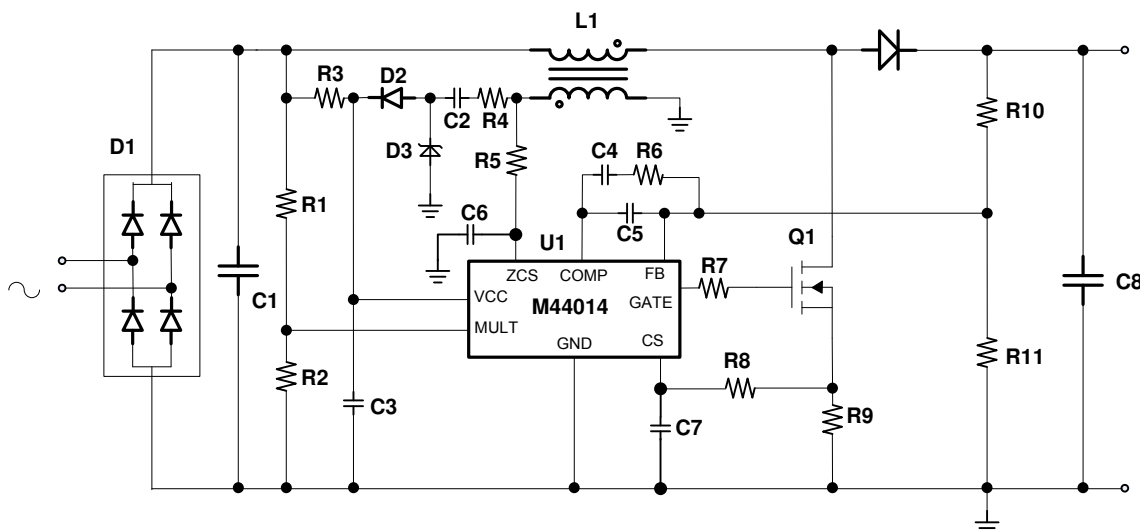 L1
R3
D2
C2
R4
R10
D1
D3
R5
C4
R6
R1
C6
C5
U1
Q1
ZCS
COMP
FB
R7
C1
VCC
M44014
GATE
C8
MULT
GND
CS
R2
R8
R11
C3
C7
R9